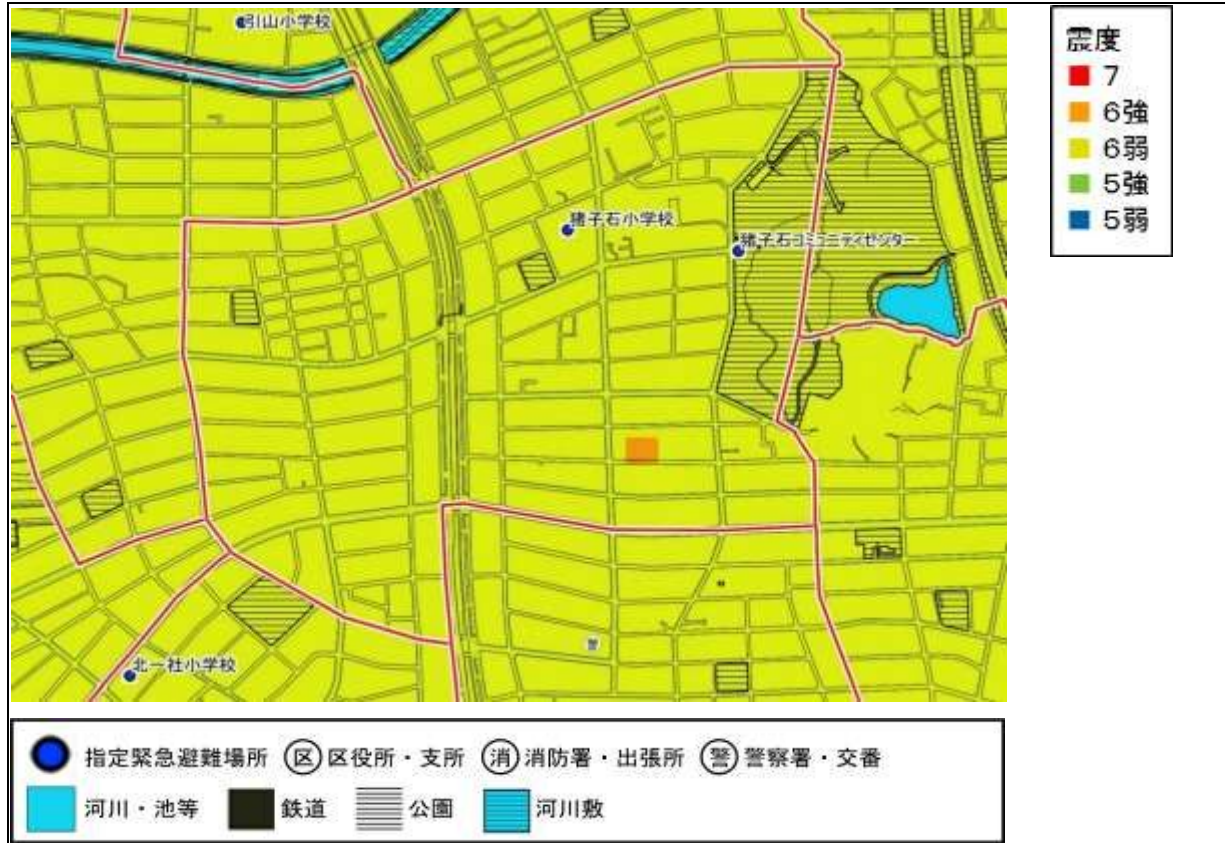 引山小学校
猪子石小学校
猪子石コミュニティセンター
警
北一社小学校
震度
7
6強
6弱
5強
5弱
指定緊急避難場所 区 区役所・支所 消 消防署・出張所 警 警察署・交番
河川・池等 鉄道 公園 河川敷